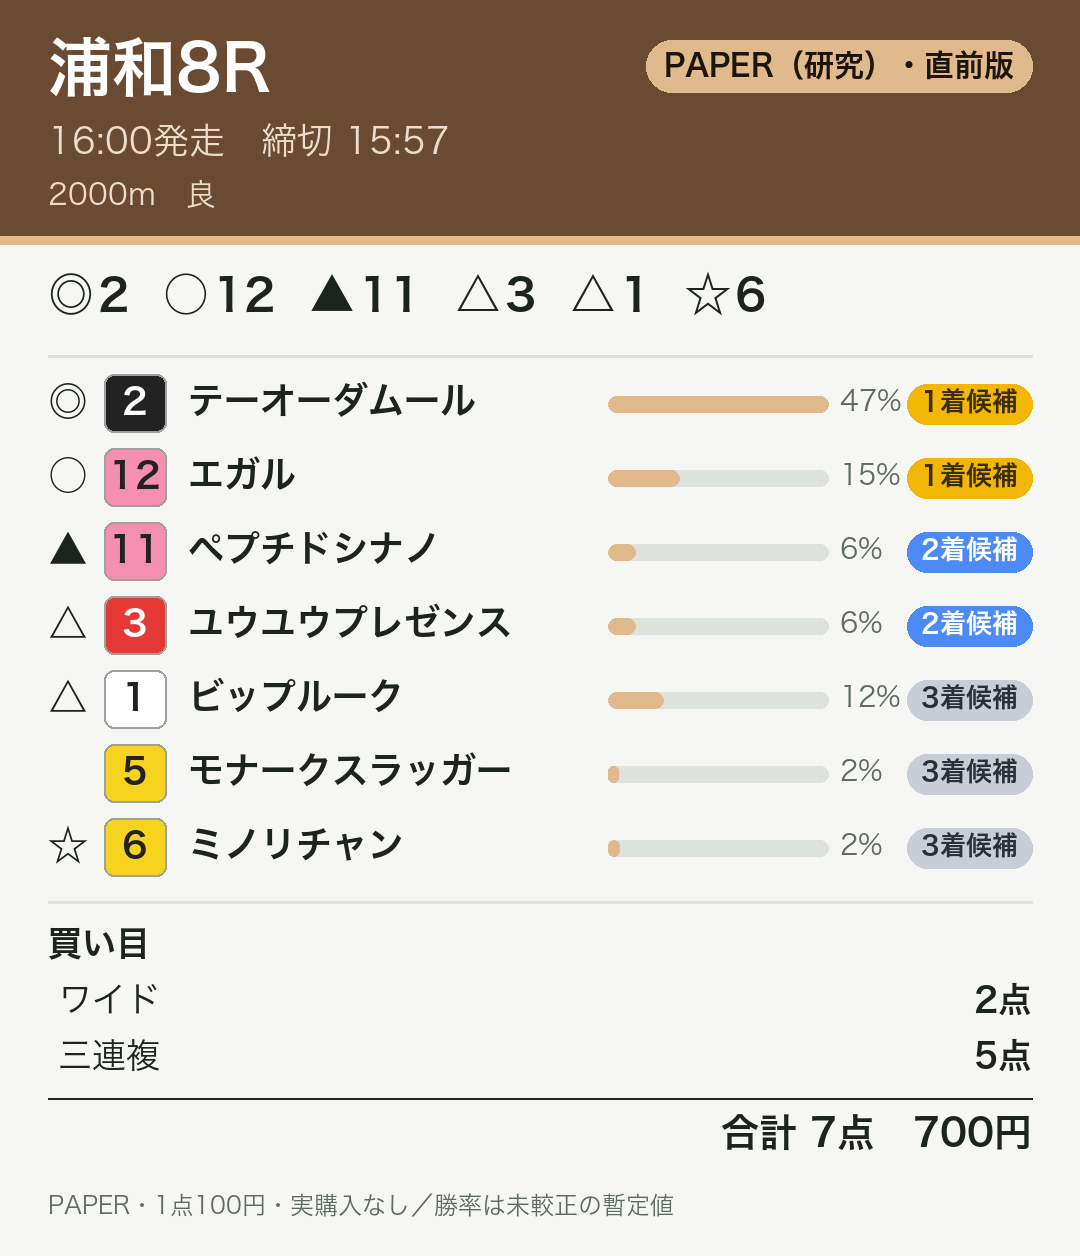 浦和8R
PAPER（研究）・直前版
16:00発走　締切 15:57
2000m　良
◎2 ○12 ▲11 △3 △1 ☆6
◎ 2 テーオーダムール 47% 1着候補
○ 12 エガル 15% 1着候補
▲ 11 ペプチドシナノ 6% 2着候補
△ 3 ユウユウプレゼンス 6% 2着候補
△ 1 ビップルーク 12% 3着候補
5 モナークスラッガー 2% 3着候補
☆ 6 ミノリチャン 2% 3着候補
買い目
ワイド 2点
三連複 5点
合計 7点　700円
PAPER・1点100円・実購入なし／勝率は未較正の暫定値